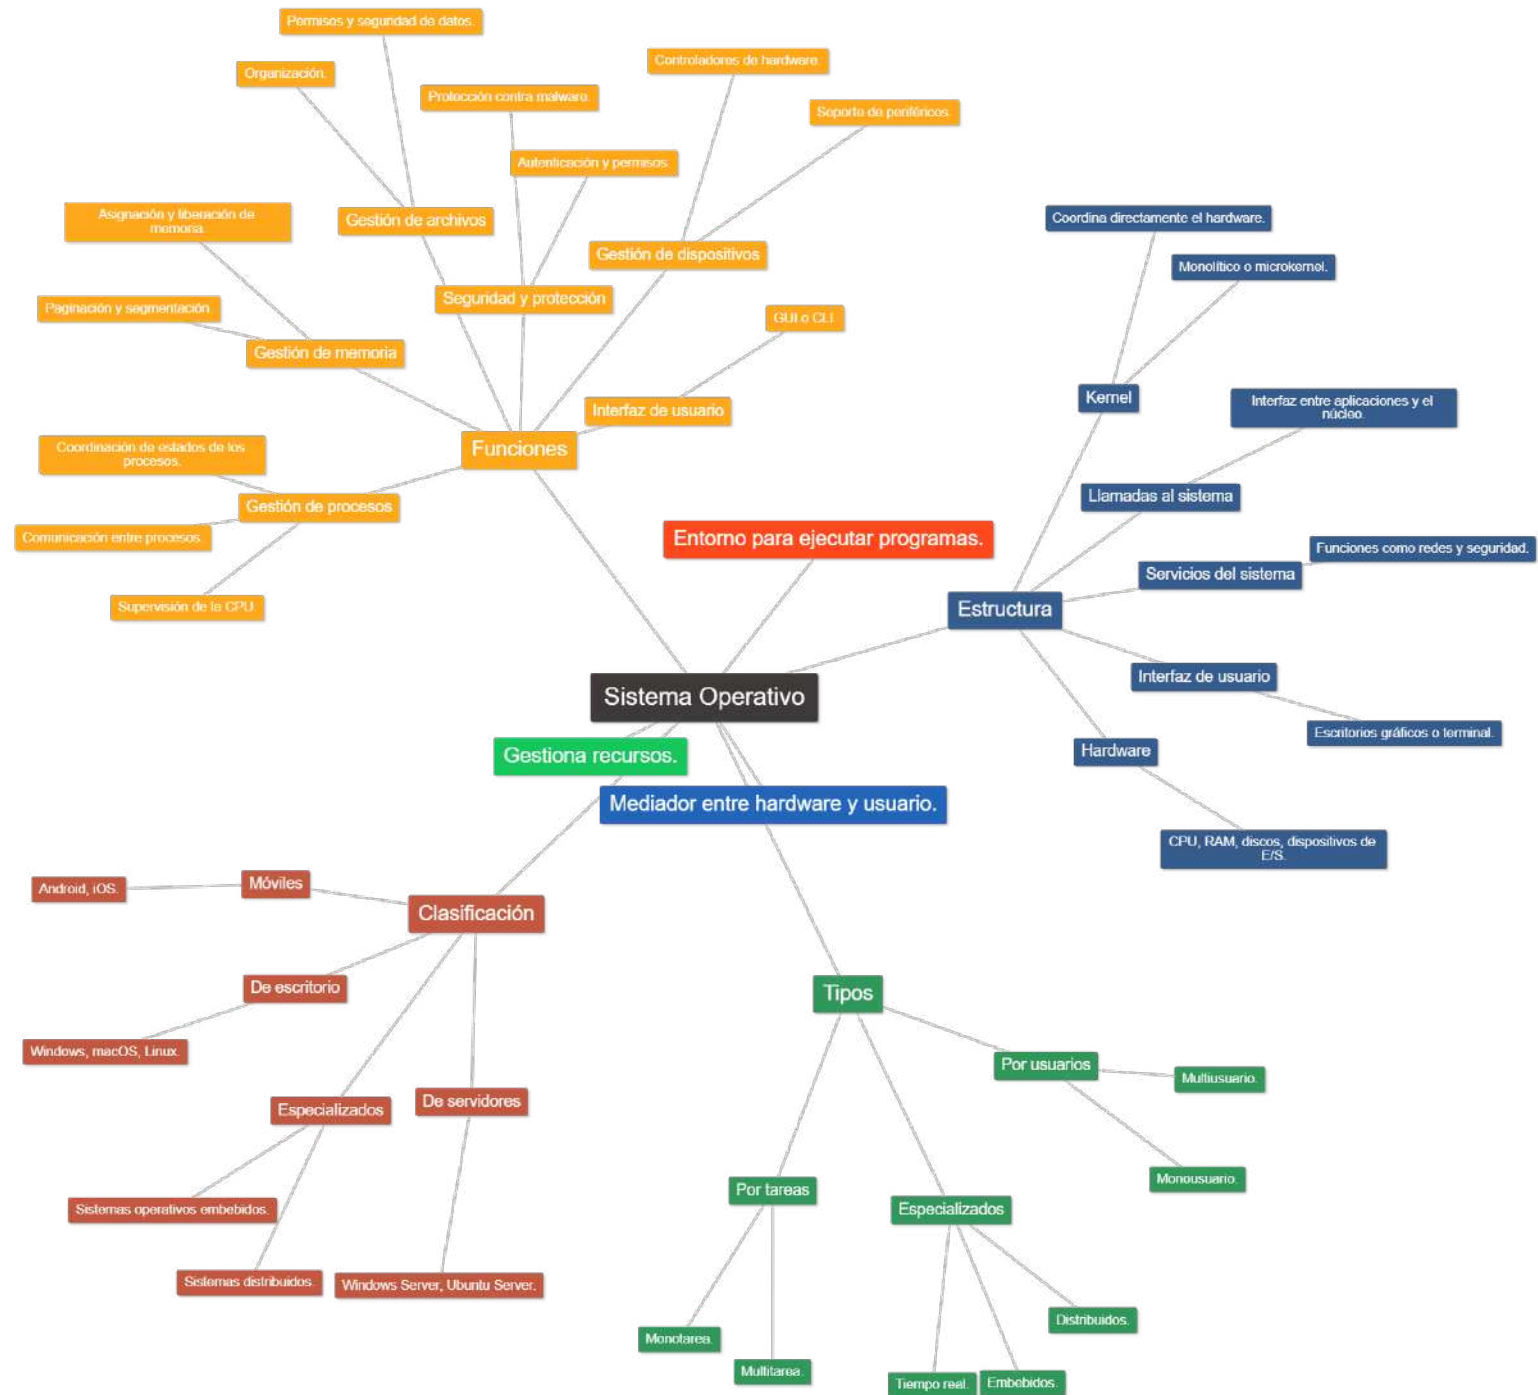 Permisos y seguridad de datos.
Organización.
Controladores de hardware.
Protección contra malware.
Soporte de periféricos.
Autenticación y permisos.
Asignación y liberación de
memoria.
Gestión de archivos
Gestión de dispositivos
Coordina directamente el hardware.
Monolítico o microkernel.
Paginación y segmentación.
Seguridad y protección
GUI o CLI.
Gestión de memoria
Interfaz de usuario
Kernel
Interfaz entre aplicaciones y el
núcleo.
Funciones
Coordinación de estados de los
procesos.
Gestión de procesos
Llamadas al sistema
Comunicación entre procesos.
Entorno para ejecutar programas.
Funciones como redes y seguridad.
Servicios del sistema
Supervisión de la CPU.
Estructura
Interfaz de usuario
Sistema Operativo
Escritorios gráficos o terminal.
Gestiona recursos.
Hardware
Mediador entre hardware y usuario.
CPU, RAM, discos, dispositivos de
E/S.
Móviles
Android, iOS.
Clasificación
De escritorio
Tipos
Windows, macOS, Linux.
Por usuarios
Multiusuario.
De servidores
Especializados
Monousuario.
Por tareas
Especializados
Sistemas operativos embebidos.
Sistemas distribuidos.
Windows Server, Ubuntu Server.
Distribuidos.
Monotarea.
Multitarea.
Tiempo real.
Embebidos.